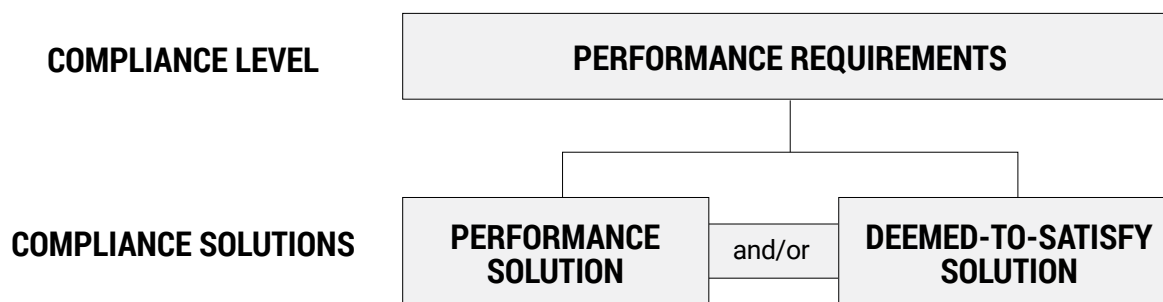 COMPLIANCE LEVEL
PERFORMANCE REQUIREMENTS
COMPLIANCE SOLUTIONS
PERFORMANCE
SOLUTION
and/or
DEEMED-TO-SATISFY
SOLUTION